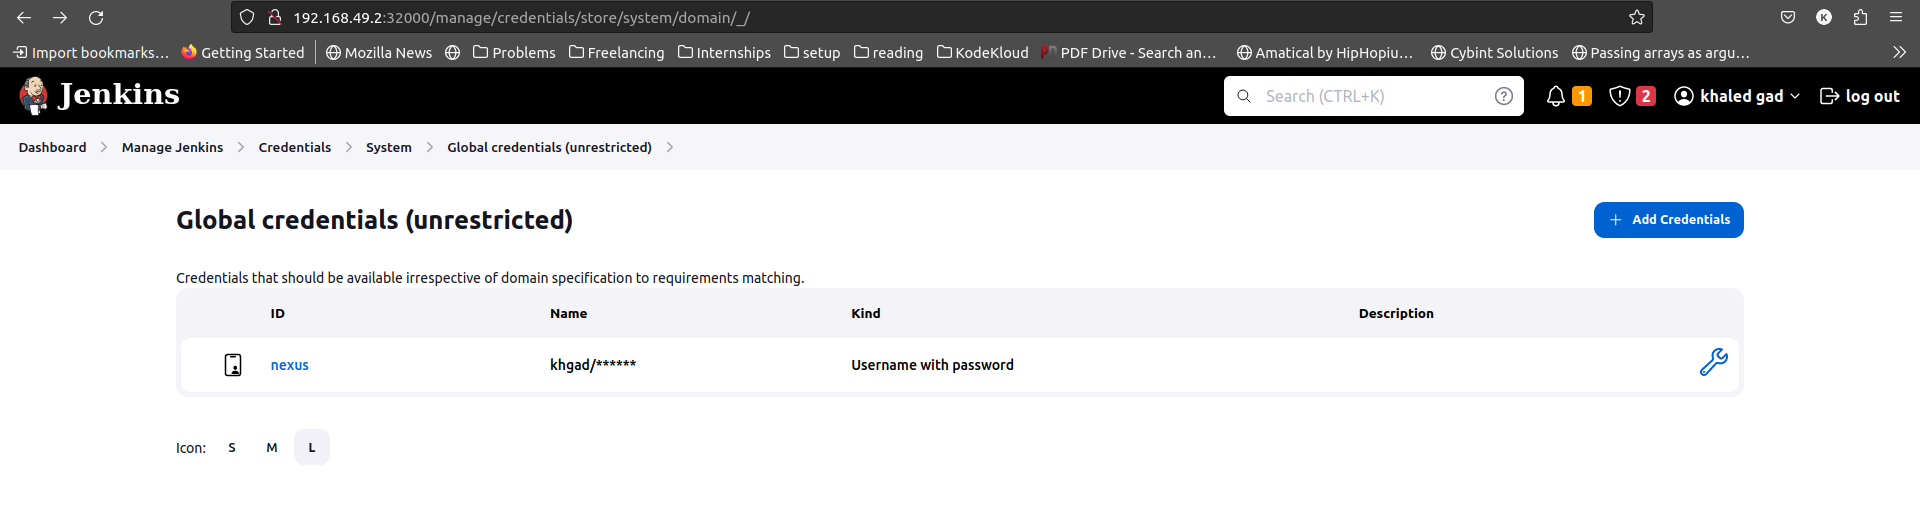 192.168.49.2:32000/manage/credentials/store/system/domain/_/
K
Import bookmarks... Getting Started Mozilla News Problems Freelancing Internships setup reading KodeKloud PDF Drive - Search an... Amatical by HipHopiu... Cybint Solutions Passing arrays as argu...
Jenkins Search (CTRL+K) ? 1 2 khaled gad log out
Dashboard Manage Jenkins Credentials System Global credentials (unrestricted)
Global credentials (unrestricted) + Add Credentials
Credentials that should be available irrespective of domain specification to requirements matching.
ID Name Kind Description
nexus khgad/****** Username with password
Icon: S M L